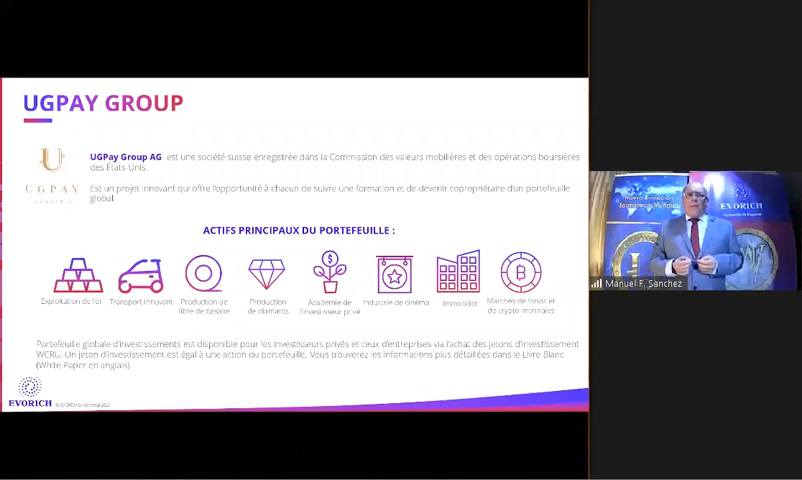 UGPAY GROUP
UGPay Group AG est une société suisse enregistrée dans la Commission des valeurs mobilières et des opérations boursières
des États-Unis.
UGPAY
Est un projet innovant qui offre l'opportunité à chacun de suivre une formation et de devenir copropriétaire d'un portefeuille
global.
ACTIFS PRINCIPAUX DU PORTEFEUILLE :
Exploitation de l'or
Transport innovant
Production de
fibre de basalte
Production
de diamants
Académie de
l'investisseur privé
Industrie de cinéma
Immobilier
Marchés de fonds et
de crypto-monnaies
Portefeuille globale d'investissements est disponible pour les investisseurs privés et ceux d'entreprises via l'achat des jetons d'investissement
WCRU. Un jeton d'investissement est égal à une action du portefeuille. Vous trouverez les informations plus détaillées dans le Livre Blanc
(White Paper en anglais).
EVORICH
Nueva Evolución
Económica Mundial
EVORICH
Manuel F. Sanchez